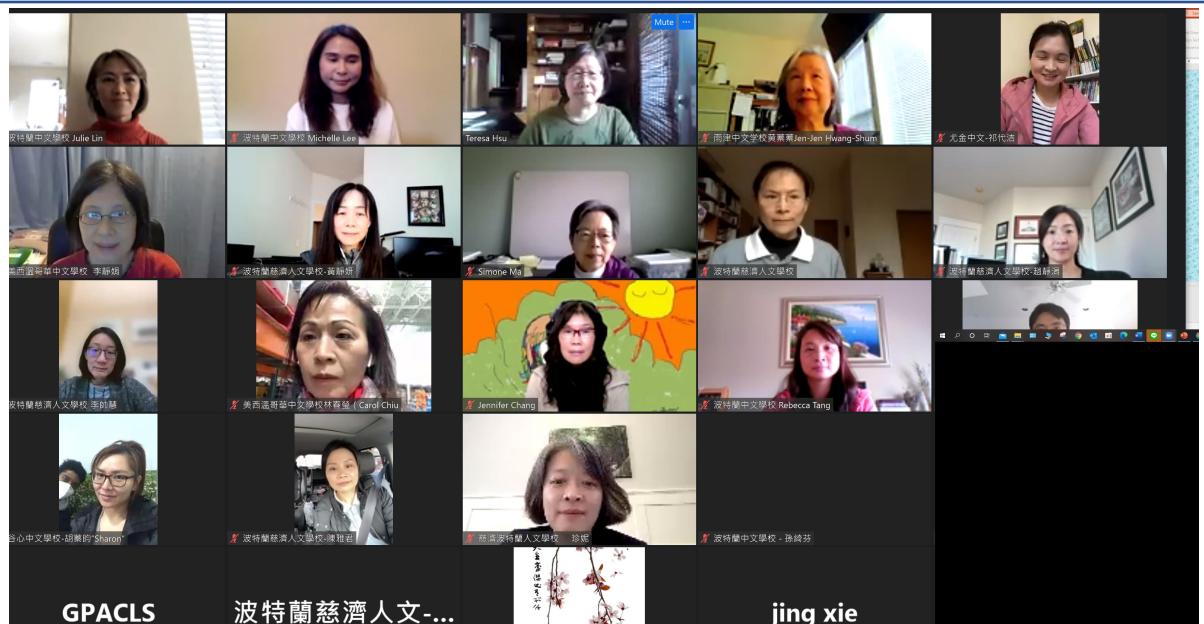 波特蘭中文學校 Julie Lin
波特蘭中文學校 Michelle Lee
Mute
Teresa Hsu
雨津中文学校黄蓁蓁Jen-Jen Hwang-Shum
尤金中文-祁代洁
美西溫哥華中文學校 李靜娟
波特蘭慈濟人文學校-黃靜妍
Simone Ma
波特蘭慈濟人文學校
波特蘭慈濟人文學校-趙靜涓
波特蘭慈濟人文學校-李帥慧
美西溫哥華中文學校林春瑩 ( Carol Chiu
Jennifer Chang
波特蘭中文學校 Rebecca Tang
谷心中文學校-胡蓁昀"Sharon"
波特蘭慈濟人文學校-陳雅君
慈濟波特蘭人文學校 珍妮
波特蘭中文學校 - 孫綺芬
GPACLS
波特蘭慈濟人文-...
jing xie